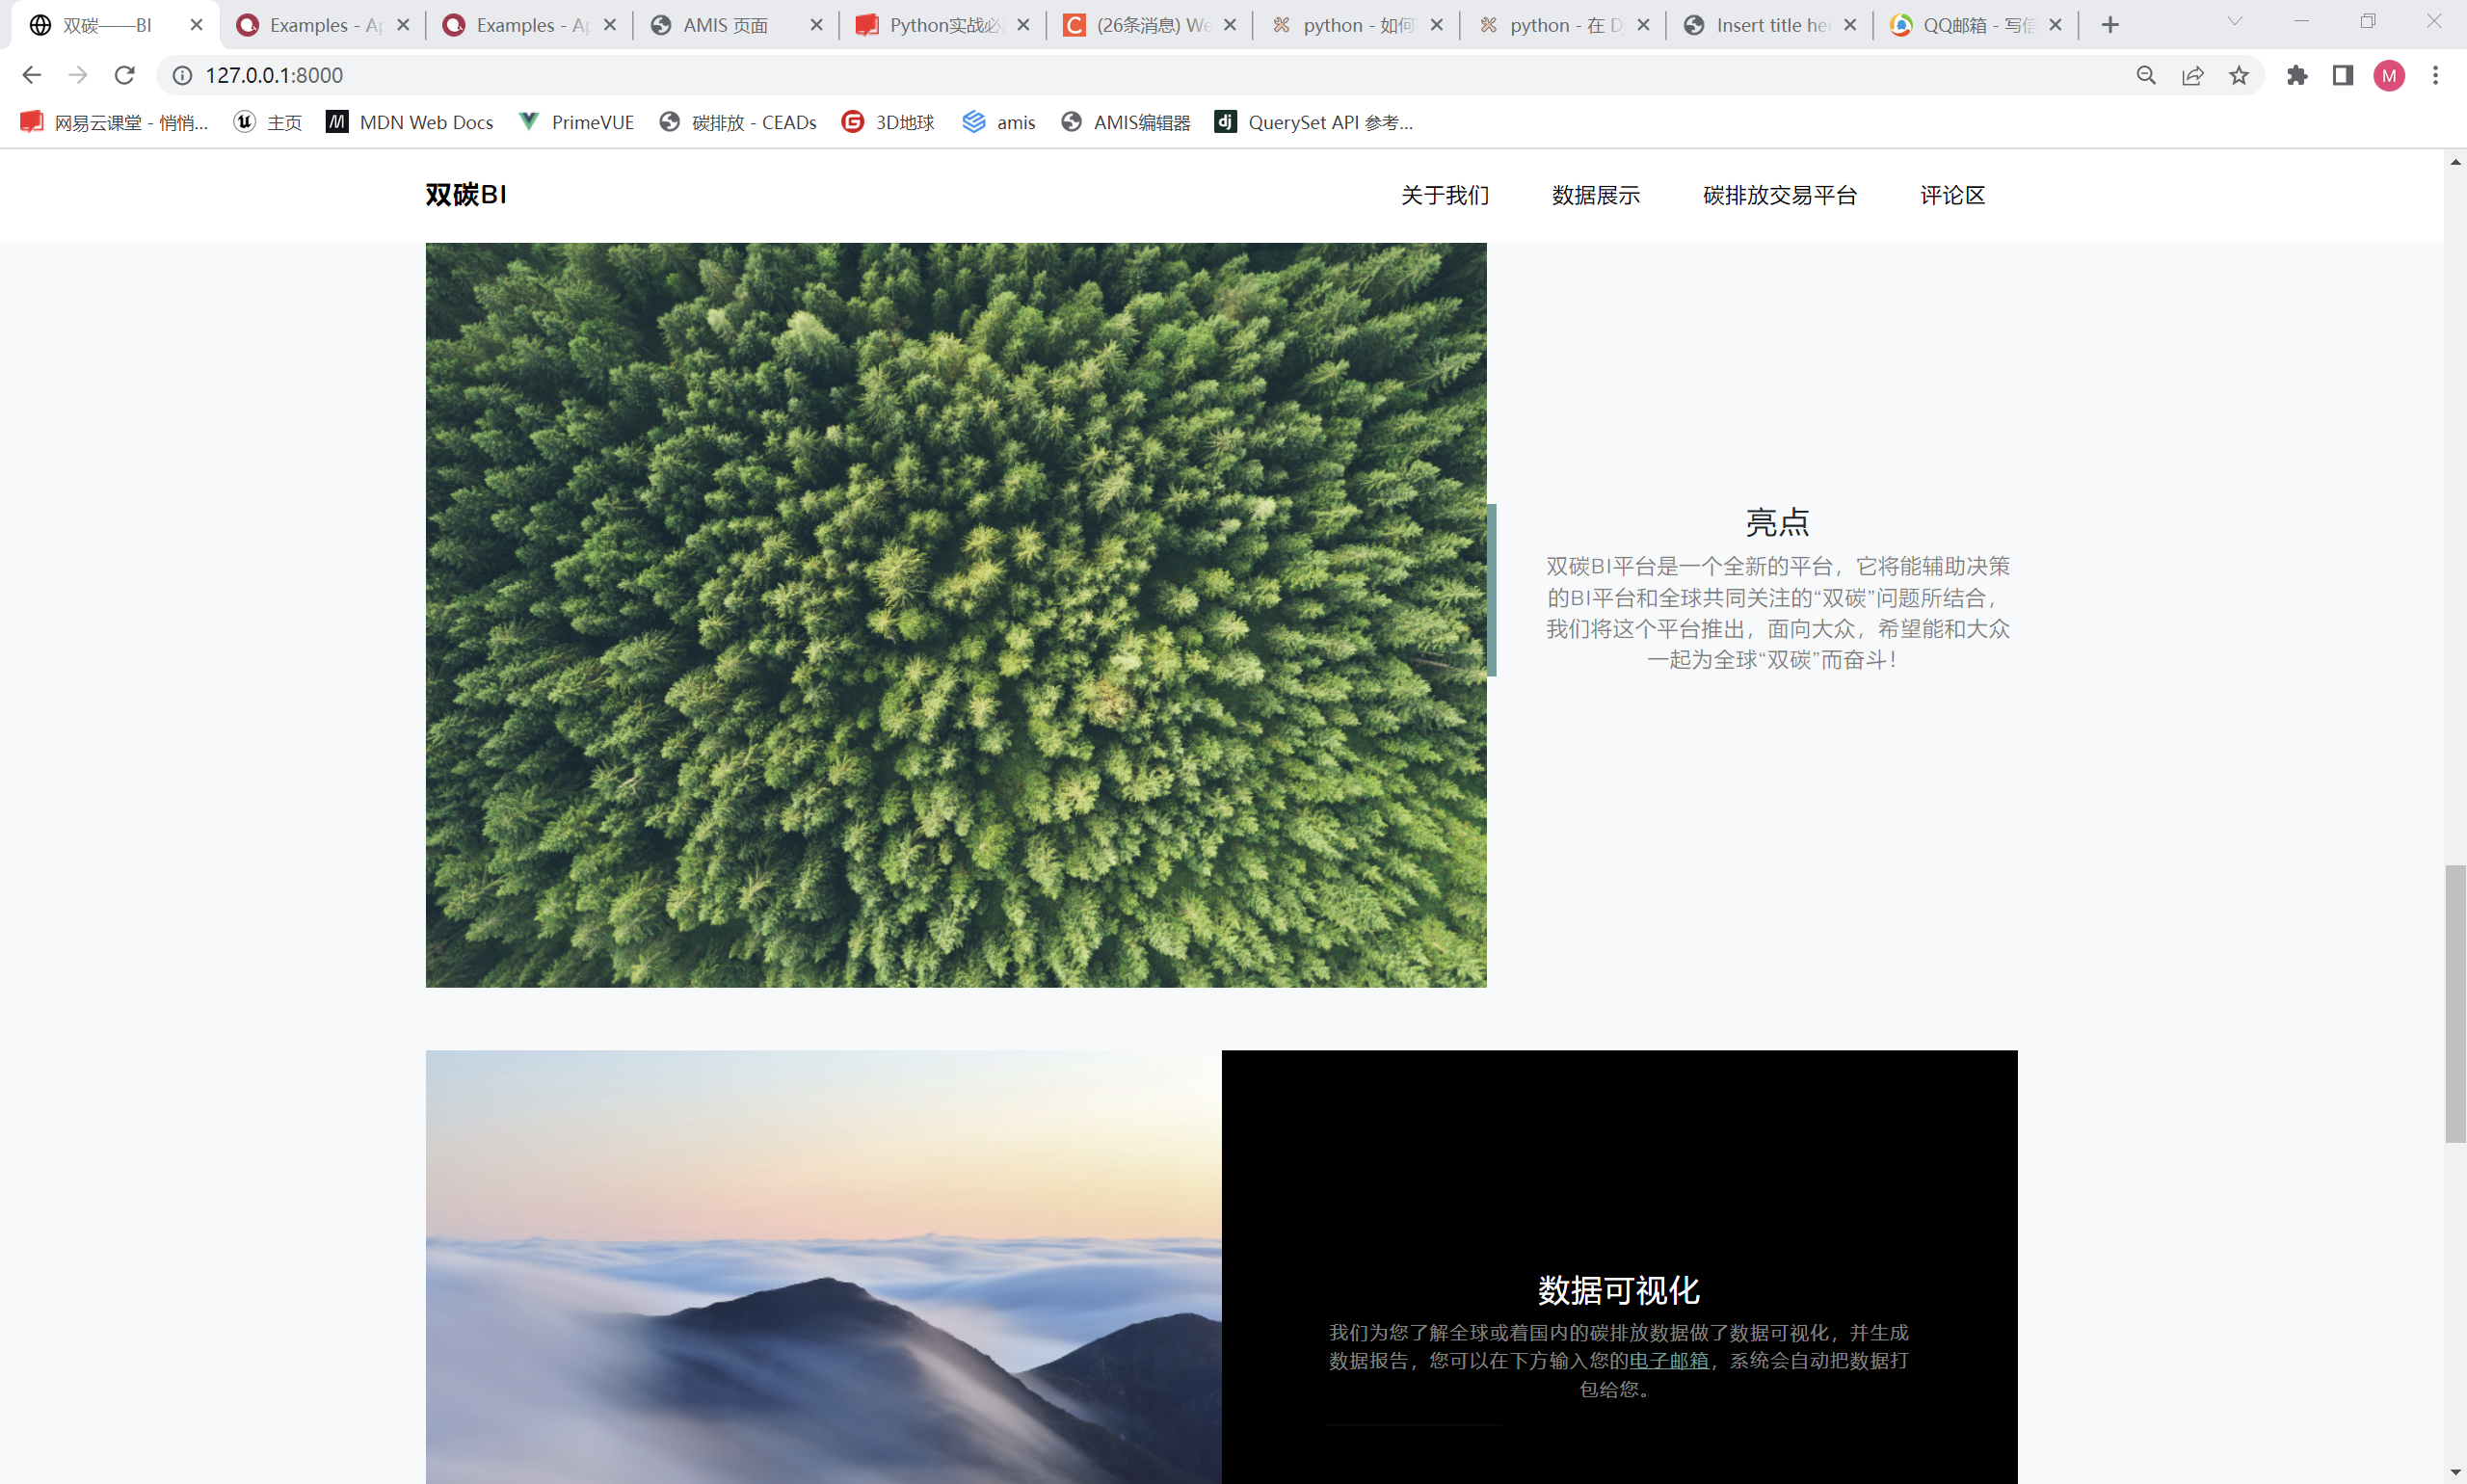 双碳——BI
Examples - Ap
Examples - Ap
AMIS 页面
Python实战必
(26条消息) We
python - 如何
python - 在 D
Insert title her
QQ邮箱 - 写信
127.0.0.1:8000
M
网易云课堂 - 悄悄...
主页
MDN Web Docs
PrimeVUE
碳排放 - CEADs
3D地球
amis
AMIS编辑器
QuerySet API 参考...
双碳BI
关于我们
数据展示
碳排放交易平台
评论区
亮点
双碳BI平台是一个全新的平台，它将能辅助决策
的BI平台和全球共同关注的“双碳”问题所结合，
我们将这个平台推出，面向大众，希望能和大众
一起为全球“双碳”而奋斗！
数据可视化
我们为您了解全球或着国内的碳排放数据做了数据可视化，并生成
数据报告，您可以在下方输入您的电子邮箱，系统会自动把数据打
包给您。